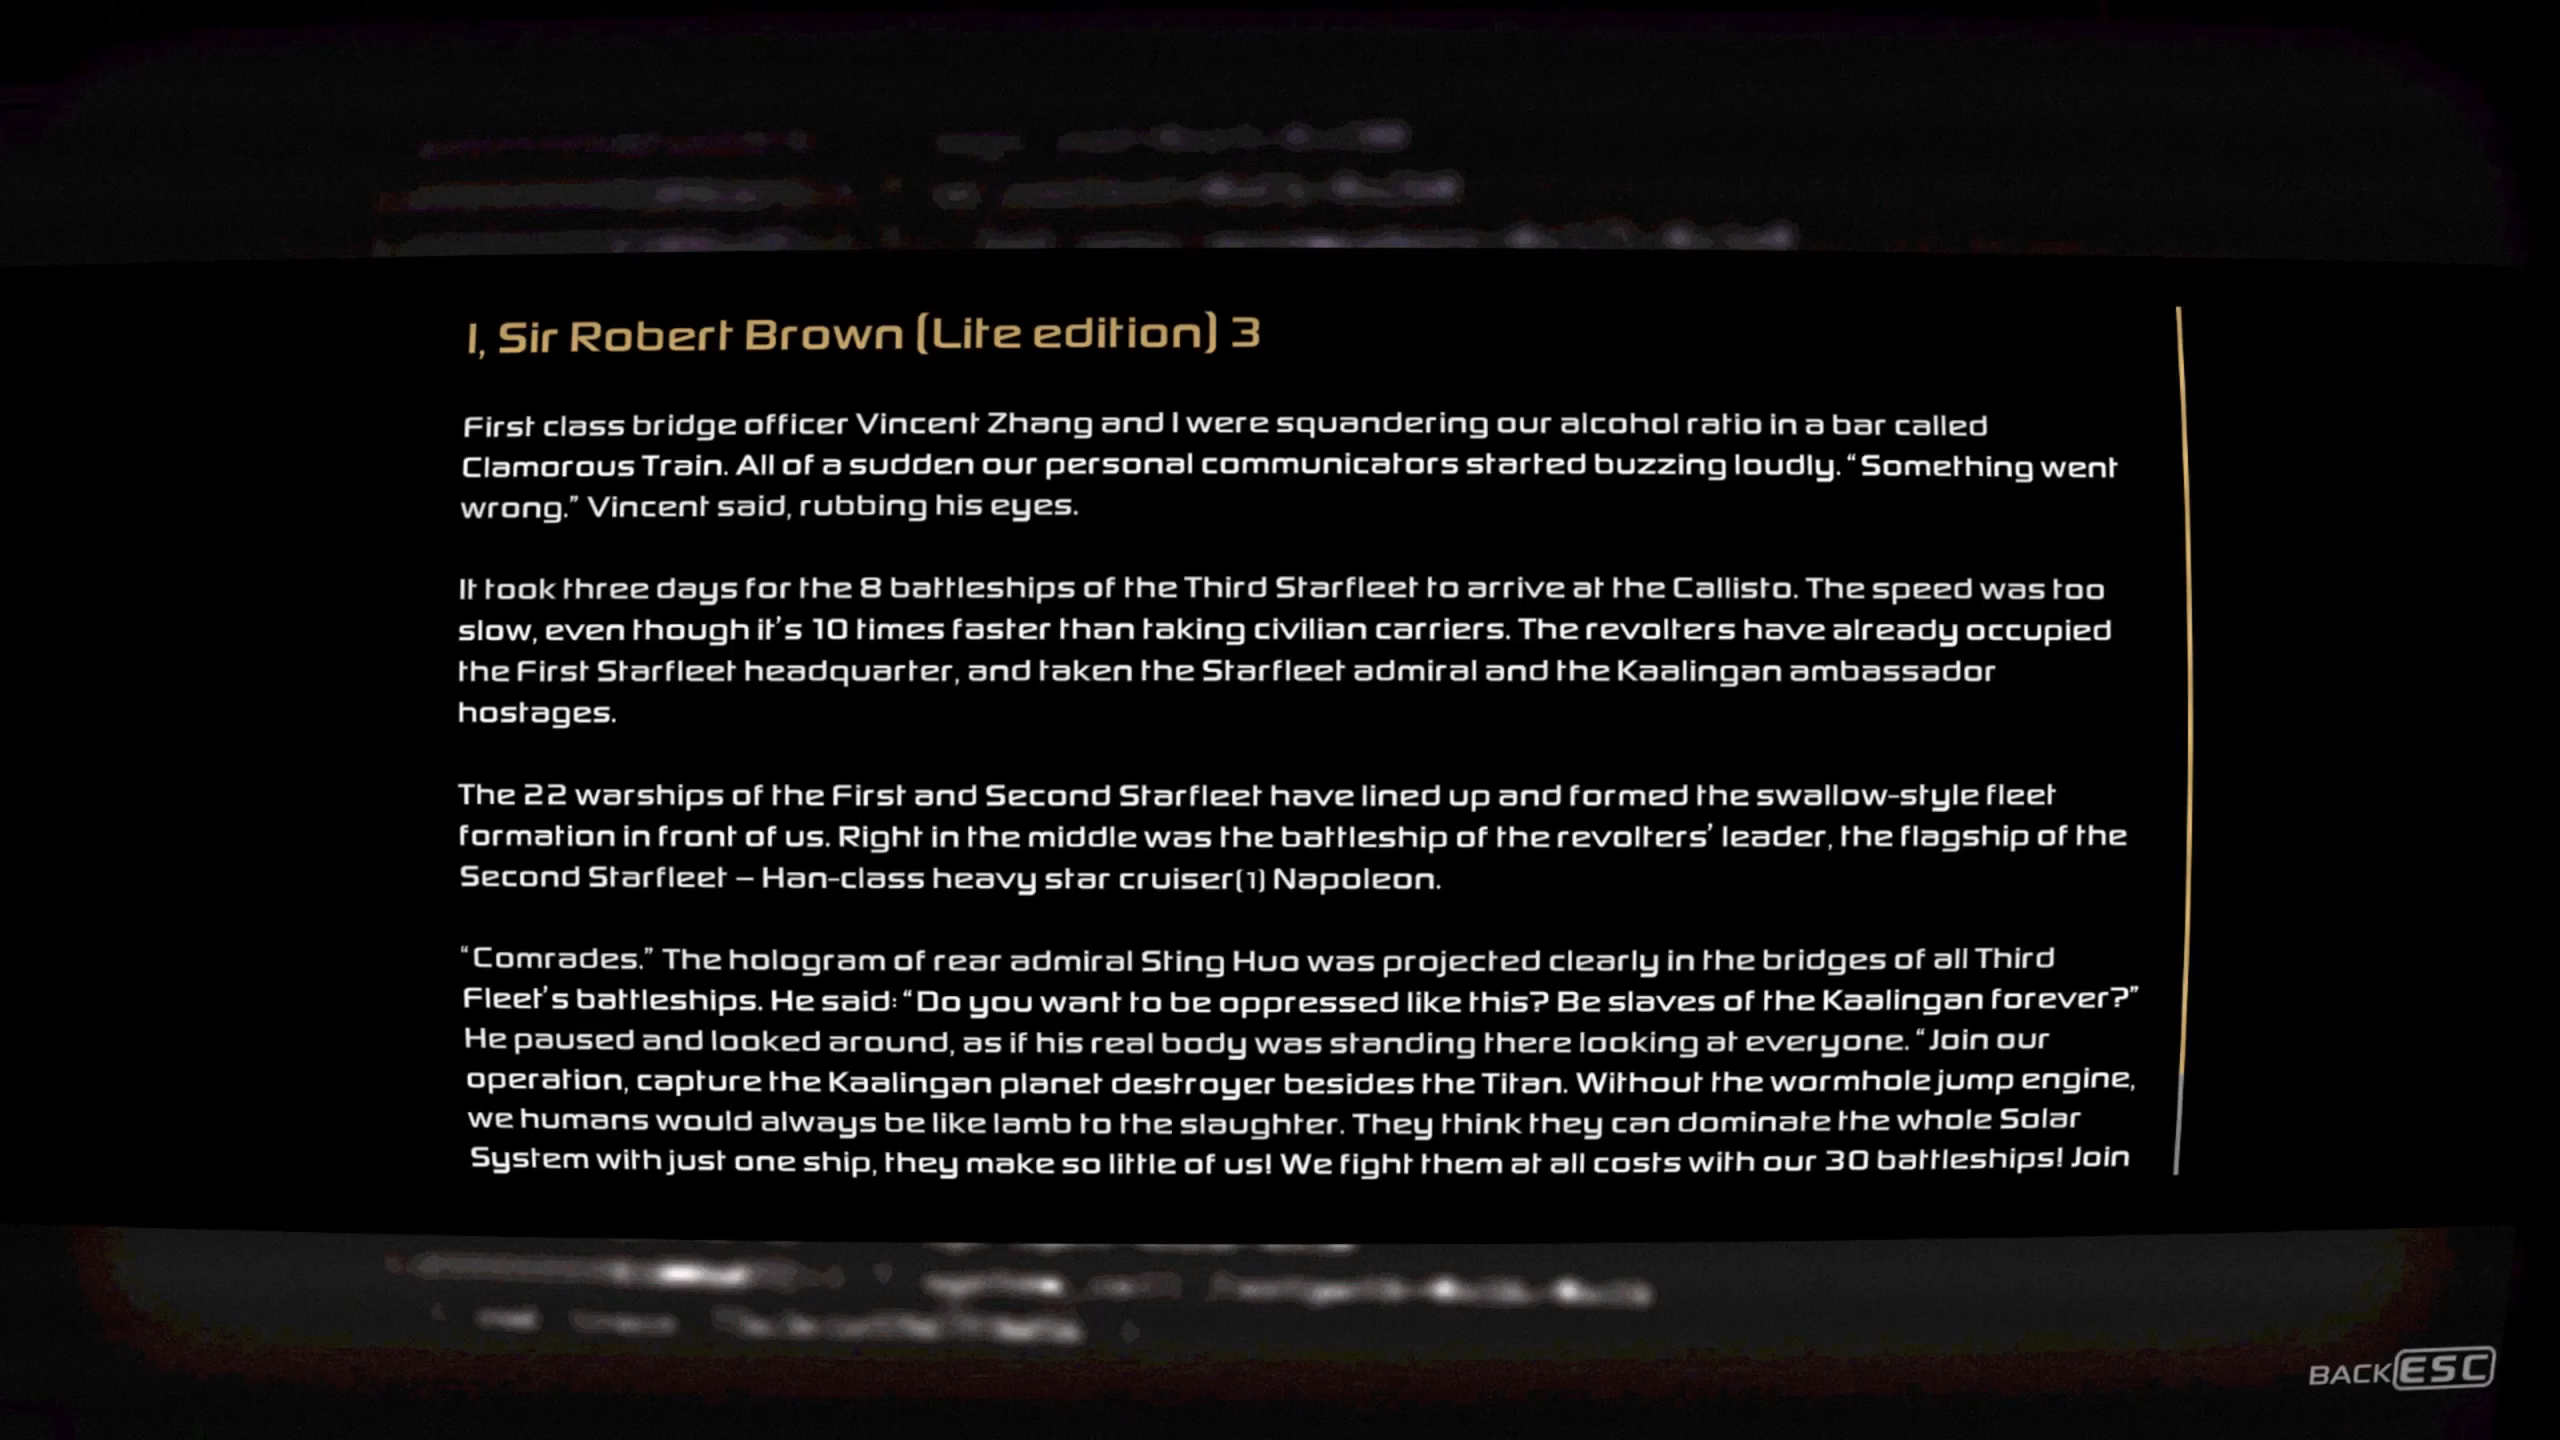 I, Sir Robert Brown (Lite edition) 3
First class bridge officer Vincent Zhang and I were squandering our alcohol ratio in a bar called
Clamorous Train. All of a sudden our personal communicators started buzzing loudly. “Something went
wrong.” Vincent said, rubbing his eyes.
It took three days for the 8 battleships of the Third Starfleet to arrive at the Callisto. The speed was too
slow, even though it's 10 times faster than taking civilian carriers. The revolters have already occupied
the First Starfleet headquarter, and taken the Starfleet admiral and the Kaalingan ambassador
hostages.
The 22 warships of the First and Second Starfleet have lined up and formed the swallow-style fleet
formation in front of us. Right in the middle was the battleship of the revolters' leader, the flagship of the
Second Starfleet – Han-class heavy star cruiser(1) Napoleon.
“Comrades.” The hologram of rear admiral Sting Huo was projected clearly in the bridges of all Third
Fleet's battleships. He said: “Do you want to be oppressed like this? Be slaves of the Kaalingan forever?”
He paused and looked around, as if his real body was standing there looking at everyone. “Join our
operation, capture the Kaalingan planet destroyer besides the Titan. Without the wormhole jump engine,
we humans would always be like lamb to the slaughter. They think they can dominate the whole Solar
System with just one ship, they make so little of us! We fight them at all costs with our 30 battleships! Join
BACK ESC